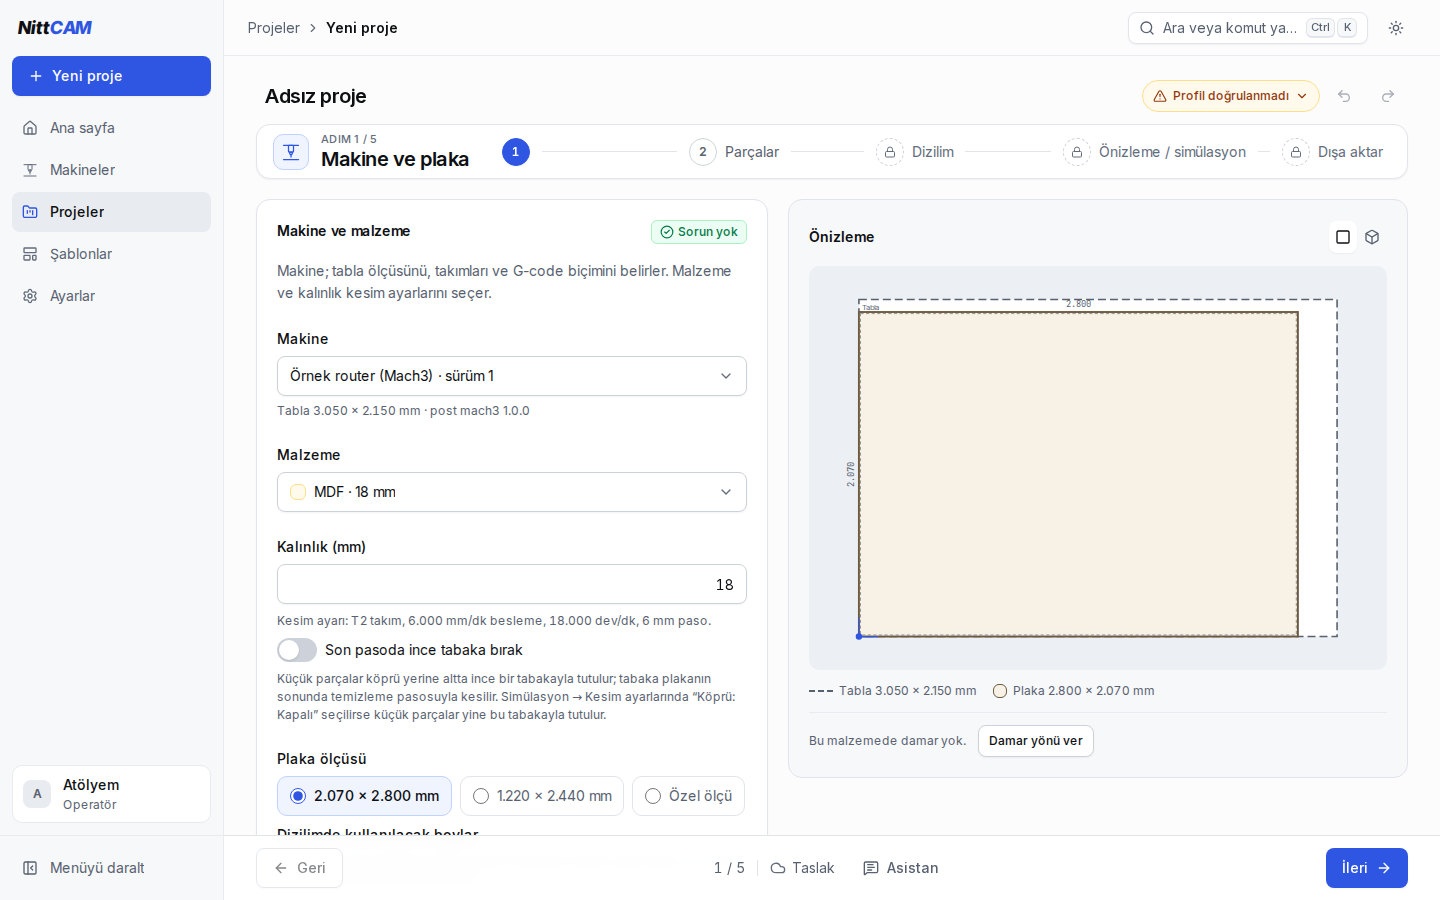 NittCAM
Yeni proje
Ana sayfa
Makineler
Projeler
Şablonlar
Ayarlar
A
Atölyem
Operatör
Menüyü daralt
Projeler > Yeni proje
Ara veya komut ya... Ctrl K
Adsız proje
Profil doğrulanmadı
ADIM 1 / 5
Makine ve plaka
1
2 Parçalar
Dizilim
Önizleme / simülasyon
Dışa aktar
Makine ve malzeme
Sorun yok
Makine; tabla ölçüsünü, takımları ve G-code biçimini belirler. Malzeme
ve kalınlık kesim ayarlarını seçer.
Makine
Örnek router (Mach3) · sürüm 1
Tabla 3.050 × 2.150 mm · post mach3 1.0.0
Malzeme
MDF · 18 mm
Kalınlık (mm)
18
Kesim ayarı: T2 takım, 6.000 mm/dk besleme, 18.000 dev/dk, 6 mm paso.
Son pasoda ince tabaka bırak
Küçük parçalar köprü yerine altta ince bir tabakayla tutulur; tabaka plakanın
sonunda temizleme pasosuyla kesilir. Simülasyon → Kesim ayarlarında “Köprü:
Kapalı” seçilirse küçük parçalar yine bu tabakayla tutulur.
Plaka ölçüsü
2.070 × 2.800 mm
1.220 × 2.440 mm
Özel ölçü
Dizilimde kullanılacak boylar
Önizleme
Tabla
2.800
2.070
Tabla 3.050 × 2.150 mm
Plaka 2.800 × 2.070 mm
Bu malzemede damar yok.
Damar yönü ver
Geri
1 / 5
Taslak
Asistan
İleri